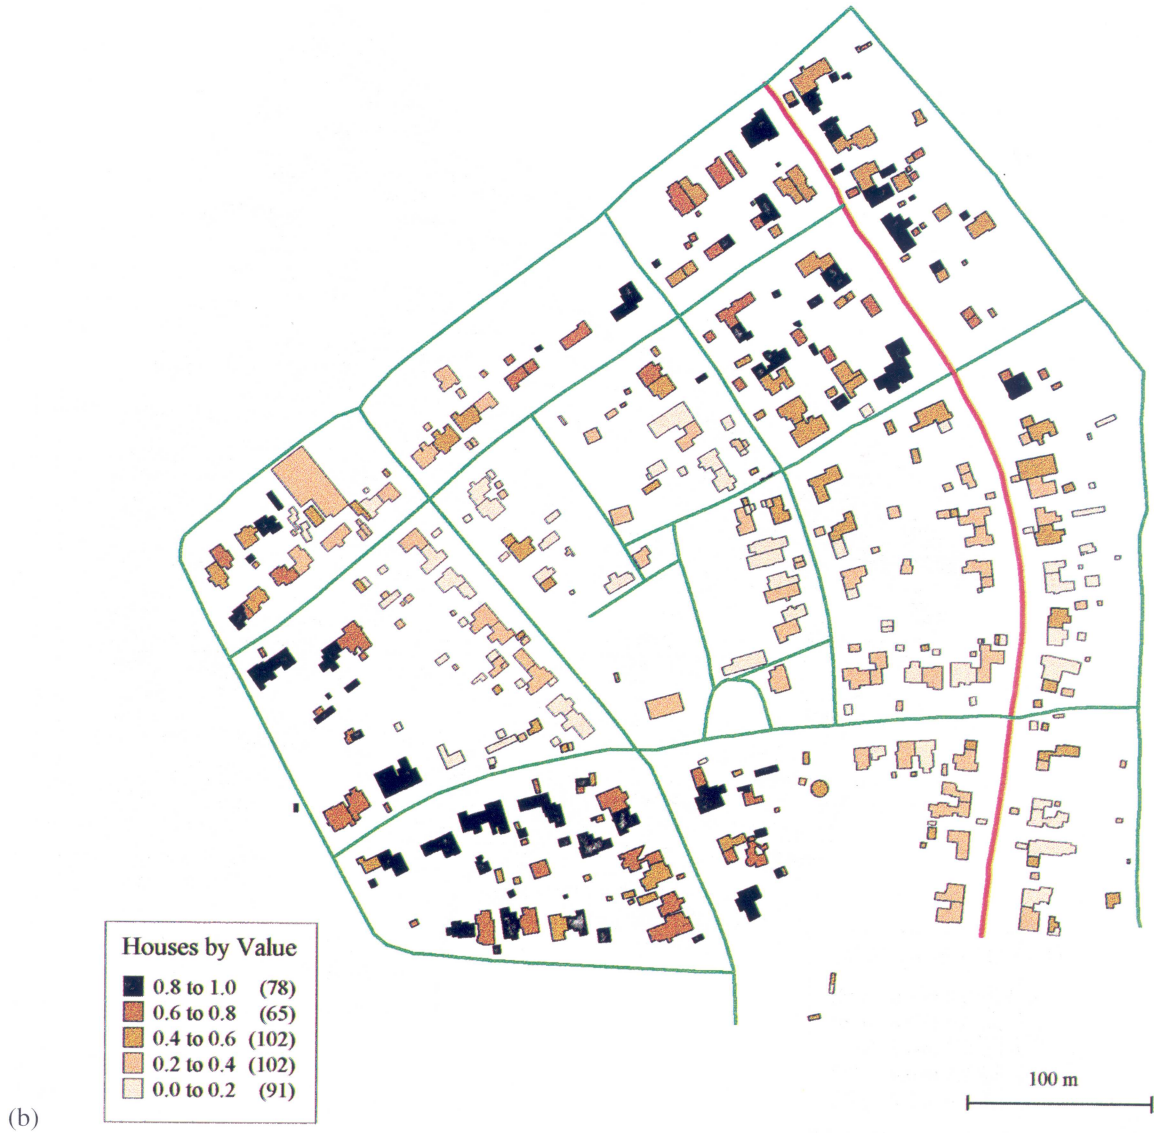 Houses by Value
0.8 to 1.0 (78)
0.6 to 0.8 (65)
0.4 to 0.6 (102)
0.2 to 0.4 (102)
0.0 to 0.2 (91)
100 m
(b)